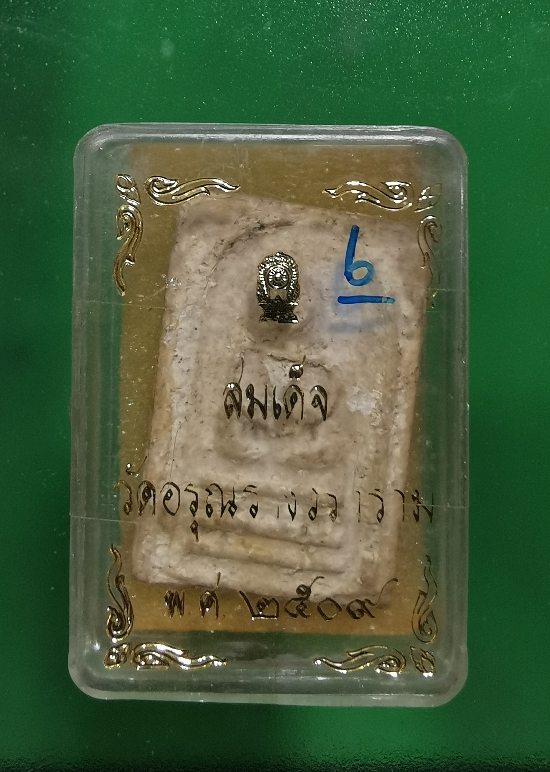 ๖
สมเด็จ
วัดอรุณราชวราราม
พ.ศ. ๒๕๐๙